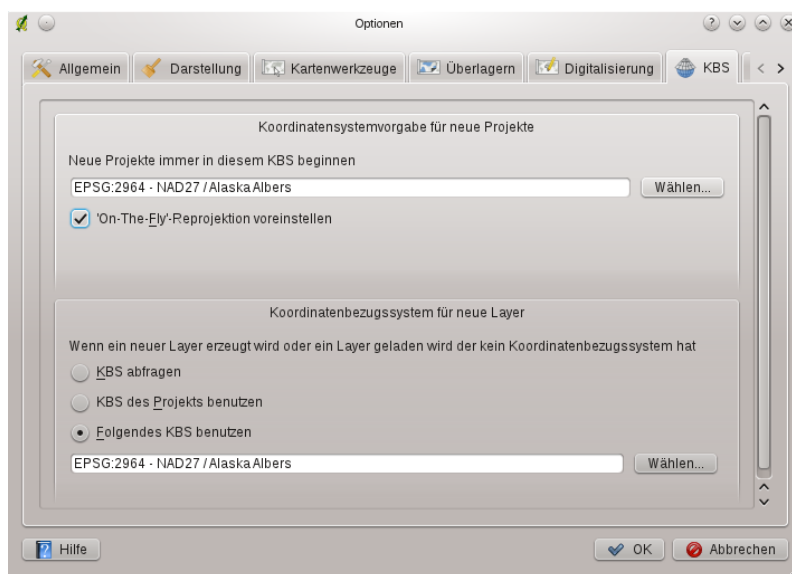 Optionen
Allgemein
Darstellung
Kartenwerkzeuge
Überlagern
Digitalisierung
KBS
Koordinatensystemvorgabe für neue Projekte
Neue Projekte immer in diesem KBS beginnen
EPSG:2964 - NAD27 / Alaska Albers
Wählen...
'On-The-Fly'-Reprojektion voreinstellen
Koordinatenbezugssystem für neue Layer
Wenn ein neuer Layer erzeugt wird oder ein Layer geladen wird der kein Koordinatenbezugssystem hat
KBS abfragen
KBS des Projekts benutzen
Folgendes KBS benutzen
EPSG:2964 - NAD27 / Alaska Albers
Wählen...
Hilfe
OK
Abbrechen